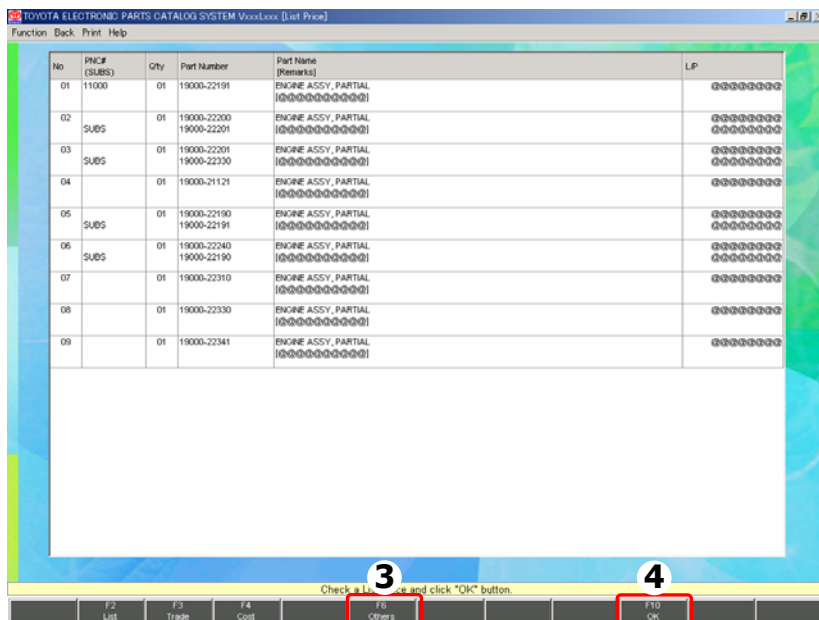 TOYOTA ELECTRONIC PARTS CATALOG SYSTEM VxxxLxxx [List Price]
Function Back Print Help
No PNC# (SUBS) Q'ty Part Number Part Name [Remarks] L/P
01 11000 01 19000-22191 ENGINE ASSY, PARTIAL @@@@@@@@
[@@@@@@@@@@]
02 01 19000-22200 ENGINE ASSY, PARTIAL @@@@@@@@
SUBS 19000-22201 [@@@@@@@@@@] @@@@@@@@
03 01 19000-22201 ENGINE ASSY, PARTIAL @@@@@@@@
SUBS 19000-22330 [@@@@@@@@@@] @@@@@@@@
04 01 19000-21121 ENGINE ASSY, PARTIAL @@@@@@@@
[@@@@@@@@@@]
05 01 19000-22190 ENGINE ASSY, PARTIAL @@@@@@@@
SUBS 19000-22191 [@@@@@@@@@@] @@@@@@@@
06 01 19000-22240 ENGINE ASSY, PARTIAL @@@@@@@@
SUBS 19000-22190 [@@@@@@@@@@] @@@@@@@@
07 01 19000-22310 ENGINE ASSY, PARTIAL @@@@@@@@
[@@@@@@@@@@]
08 01 19000-22330 ENGINE ASSY, PARTIAL @@@@@@@@
[@@@@@@@@@@]
09 01 19000-22341 ENGINE ASSY, PARTIAL @@@@@@@@
[@@@@@@@@@@]
3 4
Check a and click "OK" button.
F2 F3 F4 F6 F10
List Trade Cost Others OK